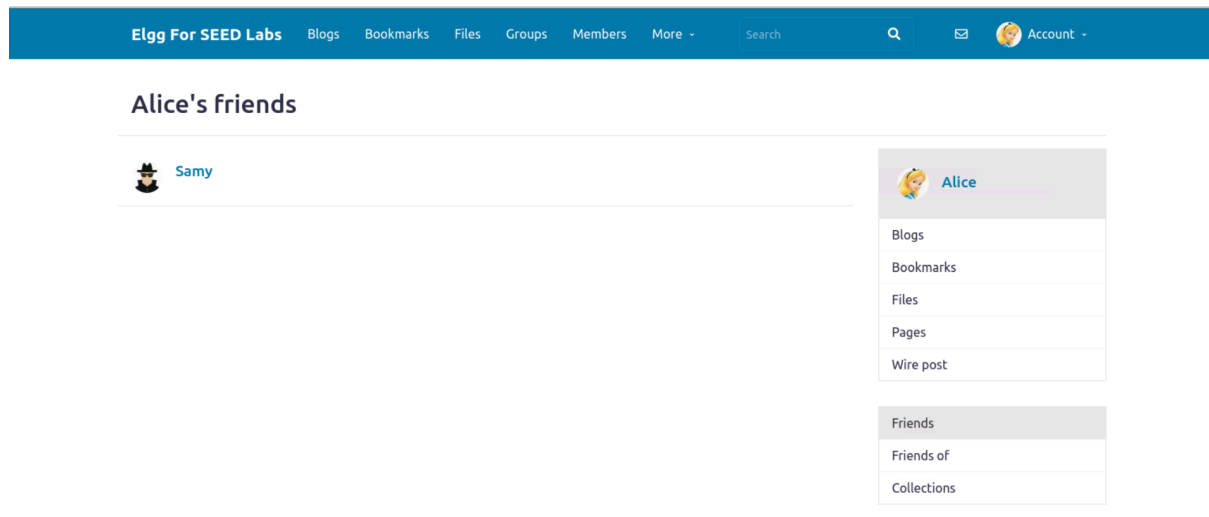 Elgg For SEED Labs Blogs Bookmarks Files Groups Members More Search Account
Alice's friends
Samy
Alice
Blogs
Bookmarks
Files
Pages
Wire post
Friends
Friends of
Collections